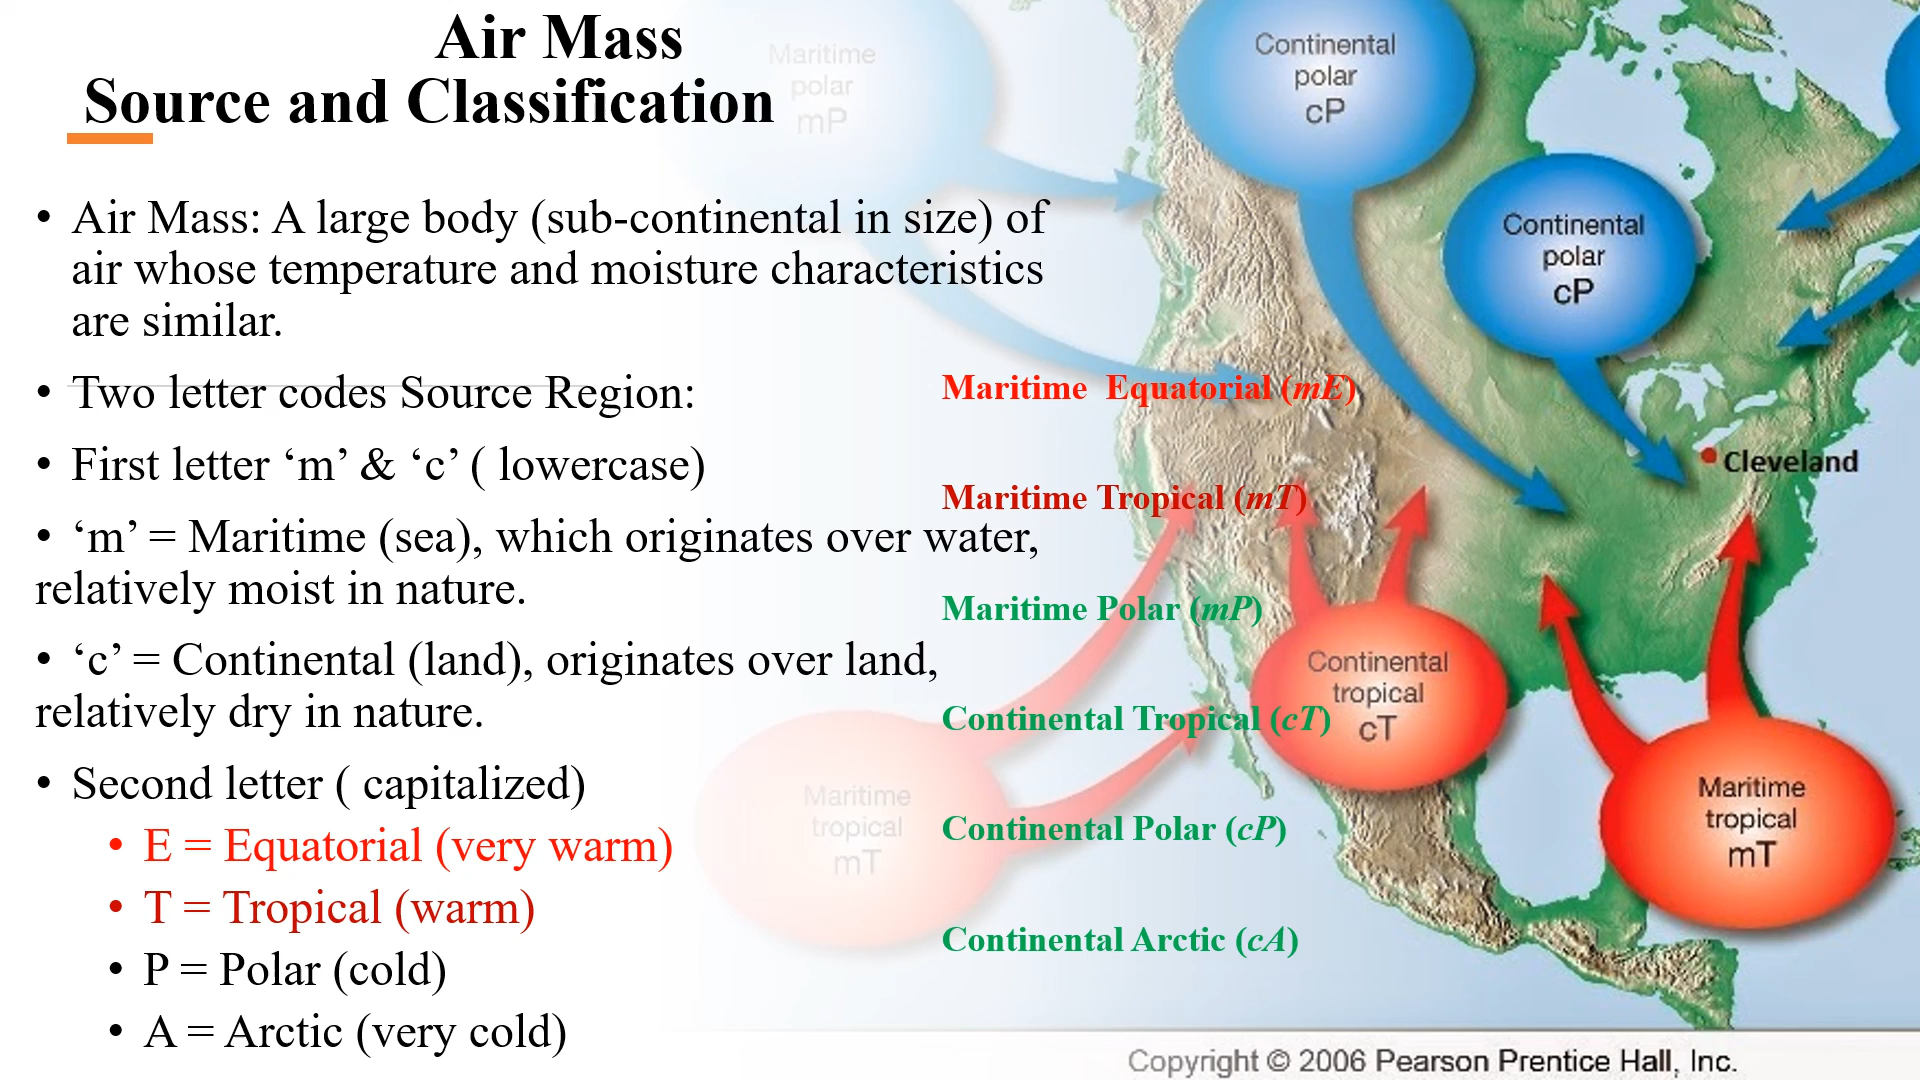 Air Mass
Source and Classification
• Air Mass: A large body (sub-continental in size) of
air whose temperature and moisture characteristics
are similar.
• Two letter codes Source Region:
• First letter ‘m’ & ‘c’ ( lowercase)
• ‘m’ = Maritime (sea), which originates over water,
relatively moist in nature.
• ‘c’ = Continental (land), originates over land,
relatively dry in nature.
• Second letter ( capitalized)
• E = Equatorial (very warm)
• T = Tropical (warm)
• P = Polar (cold)
• A = Arctic (very cold)
Maritime Equatorial (mE)
Maritime Tropical (mT)
Maritime Polar (mP)
Continental Tropical (cT)
Continental Polar (cP)
Continental Arctic (cA)
Maritime
polar
mP
Continental
polar
cP
Continental
polar
cP
Cleveland
Continental
tropical
cT
Maritime
tropical
mT
Maritime
tropical
mT
Copyright © 2006 Pearson Prentice Hall, Inc.